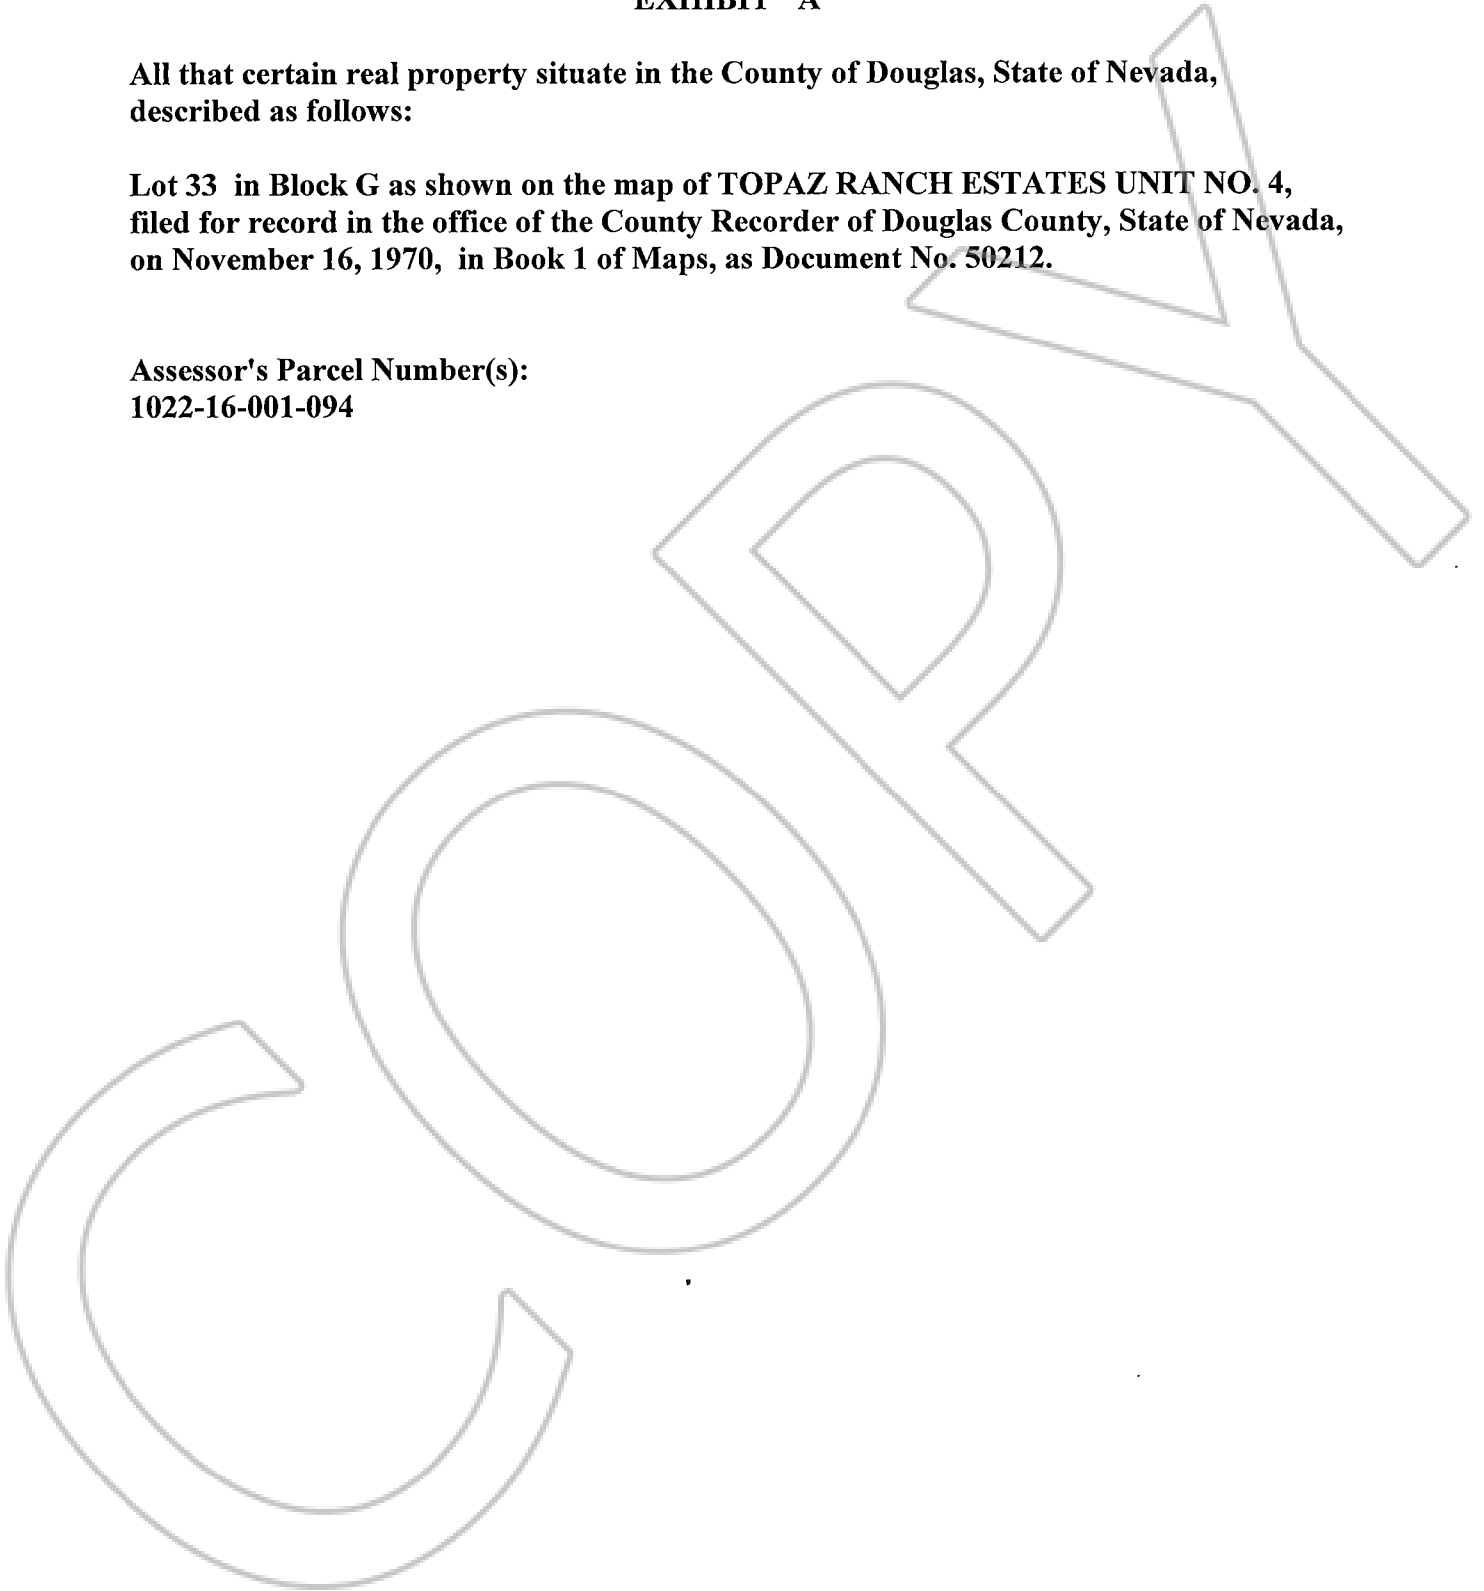 EXHIBIT "A"
All that certain real property situate in the County of Douglas, State of Nevada,
described as follows:
Lot 33 in Block G as shown on the map of TOPAZ RANCH ESTATES UNIT NO. 4,
filed for record in the office of the County Recorder of Douglas County, State of Nevada,
on November 16, 1970, in Book 1 of Maps, as Document No. 50212.
Assessor's Parcel Number(s):
1022-16-001-094
COPY